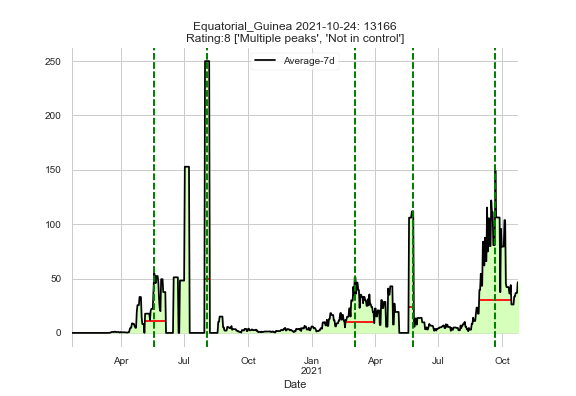 Equatorial_Guinea 2021-10-24: 13166
Rating:8 ['Multiple peaks', 'Not in control']
Average-7d
250
200
150
100
50
0
Apr Jul Oct Jan Apr Jul Oct
2021
Date